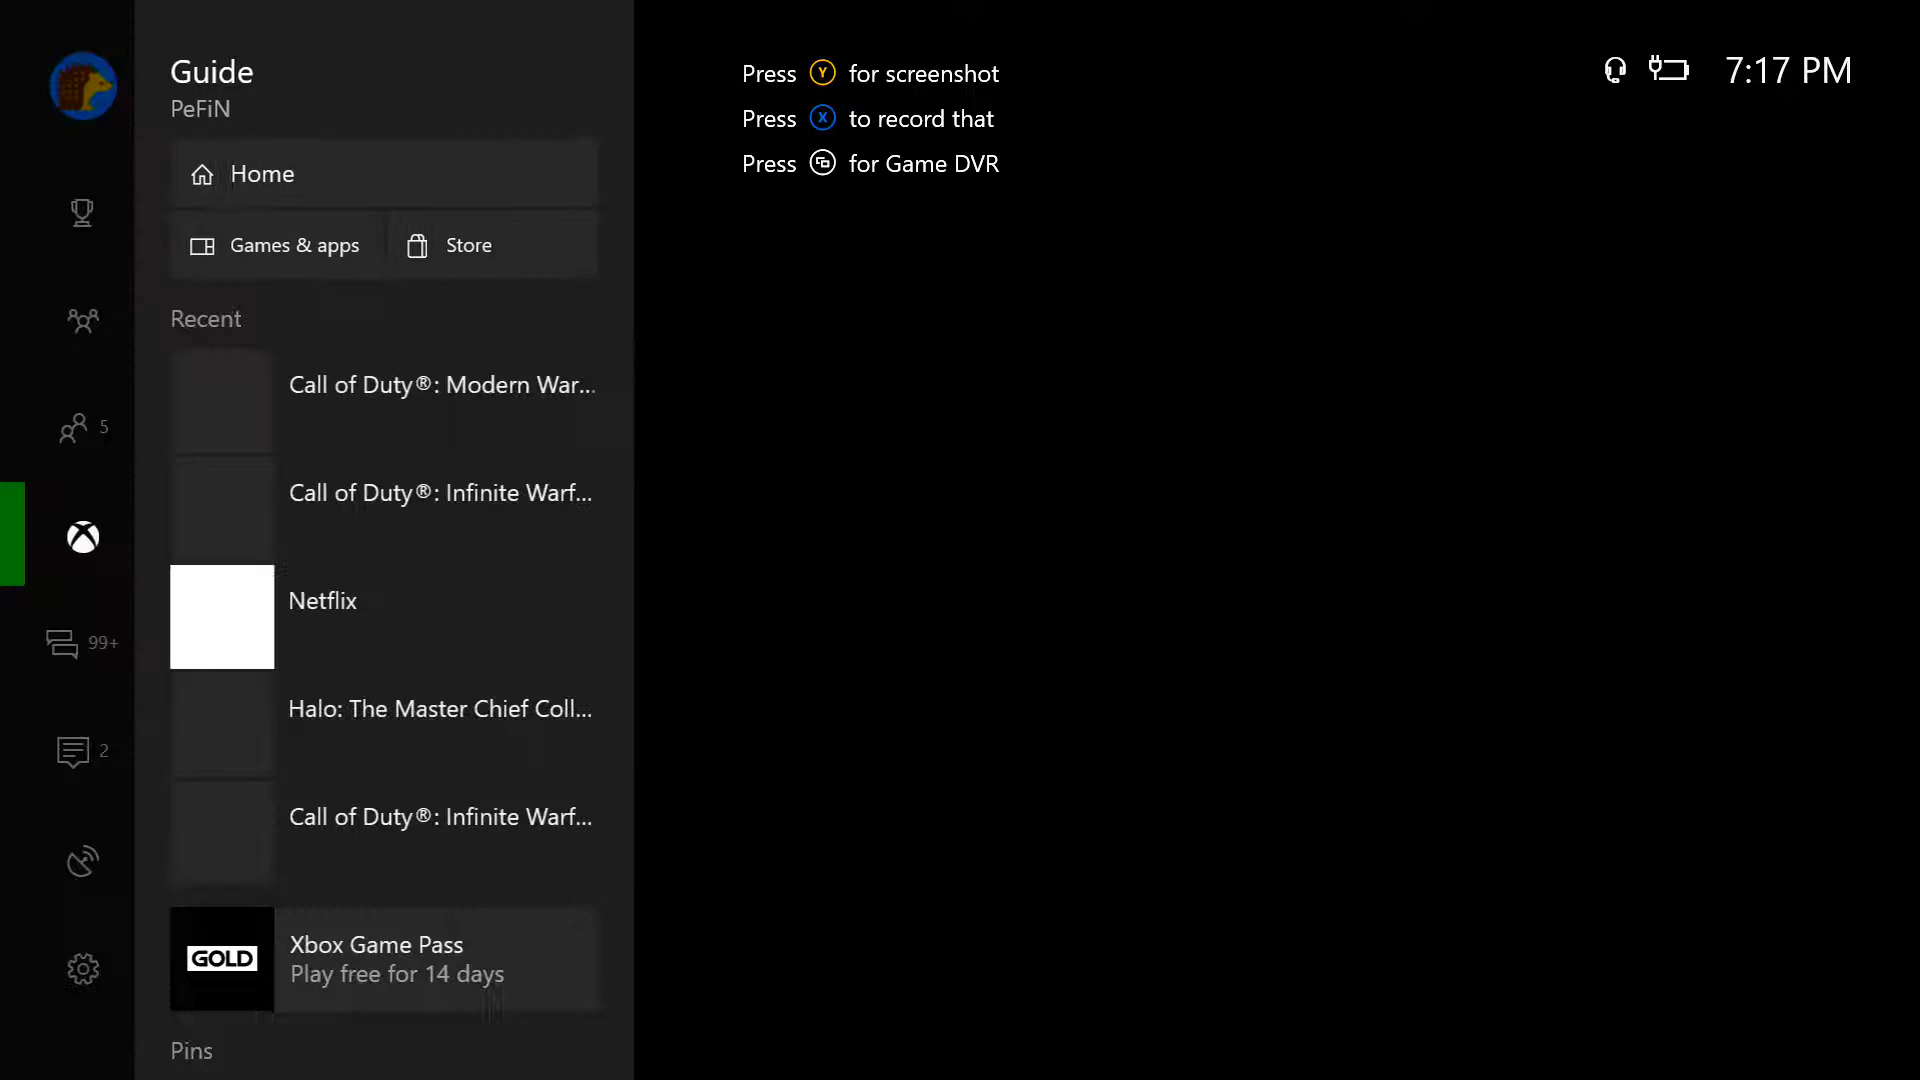 Guide
PeFiN
Home
Games & apps
Store
Recent
Call of Duty®: Modern War...
Call of Duty®: Infinite Warf...
Netflix
Halo: The Master Chief Coll...
Call of Duty®: Infinite Warf...
GOLD
Xbox Game Pass
Play free for 14 days
Pins
5
99+
2
Press Y for screenshot
Press X to record that
Press for Game DVR
7:17 PM